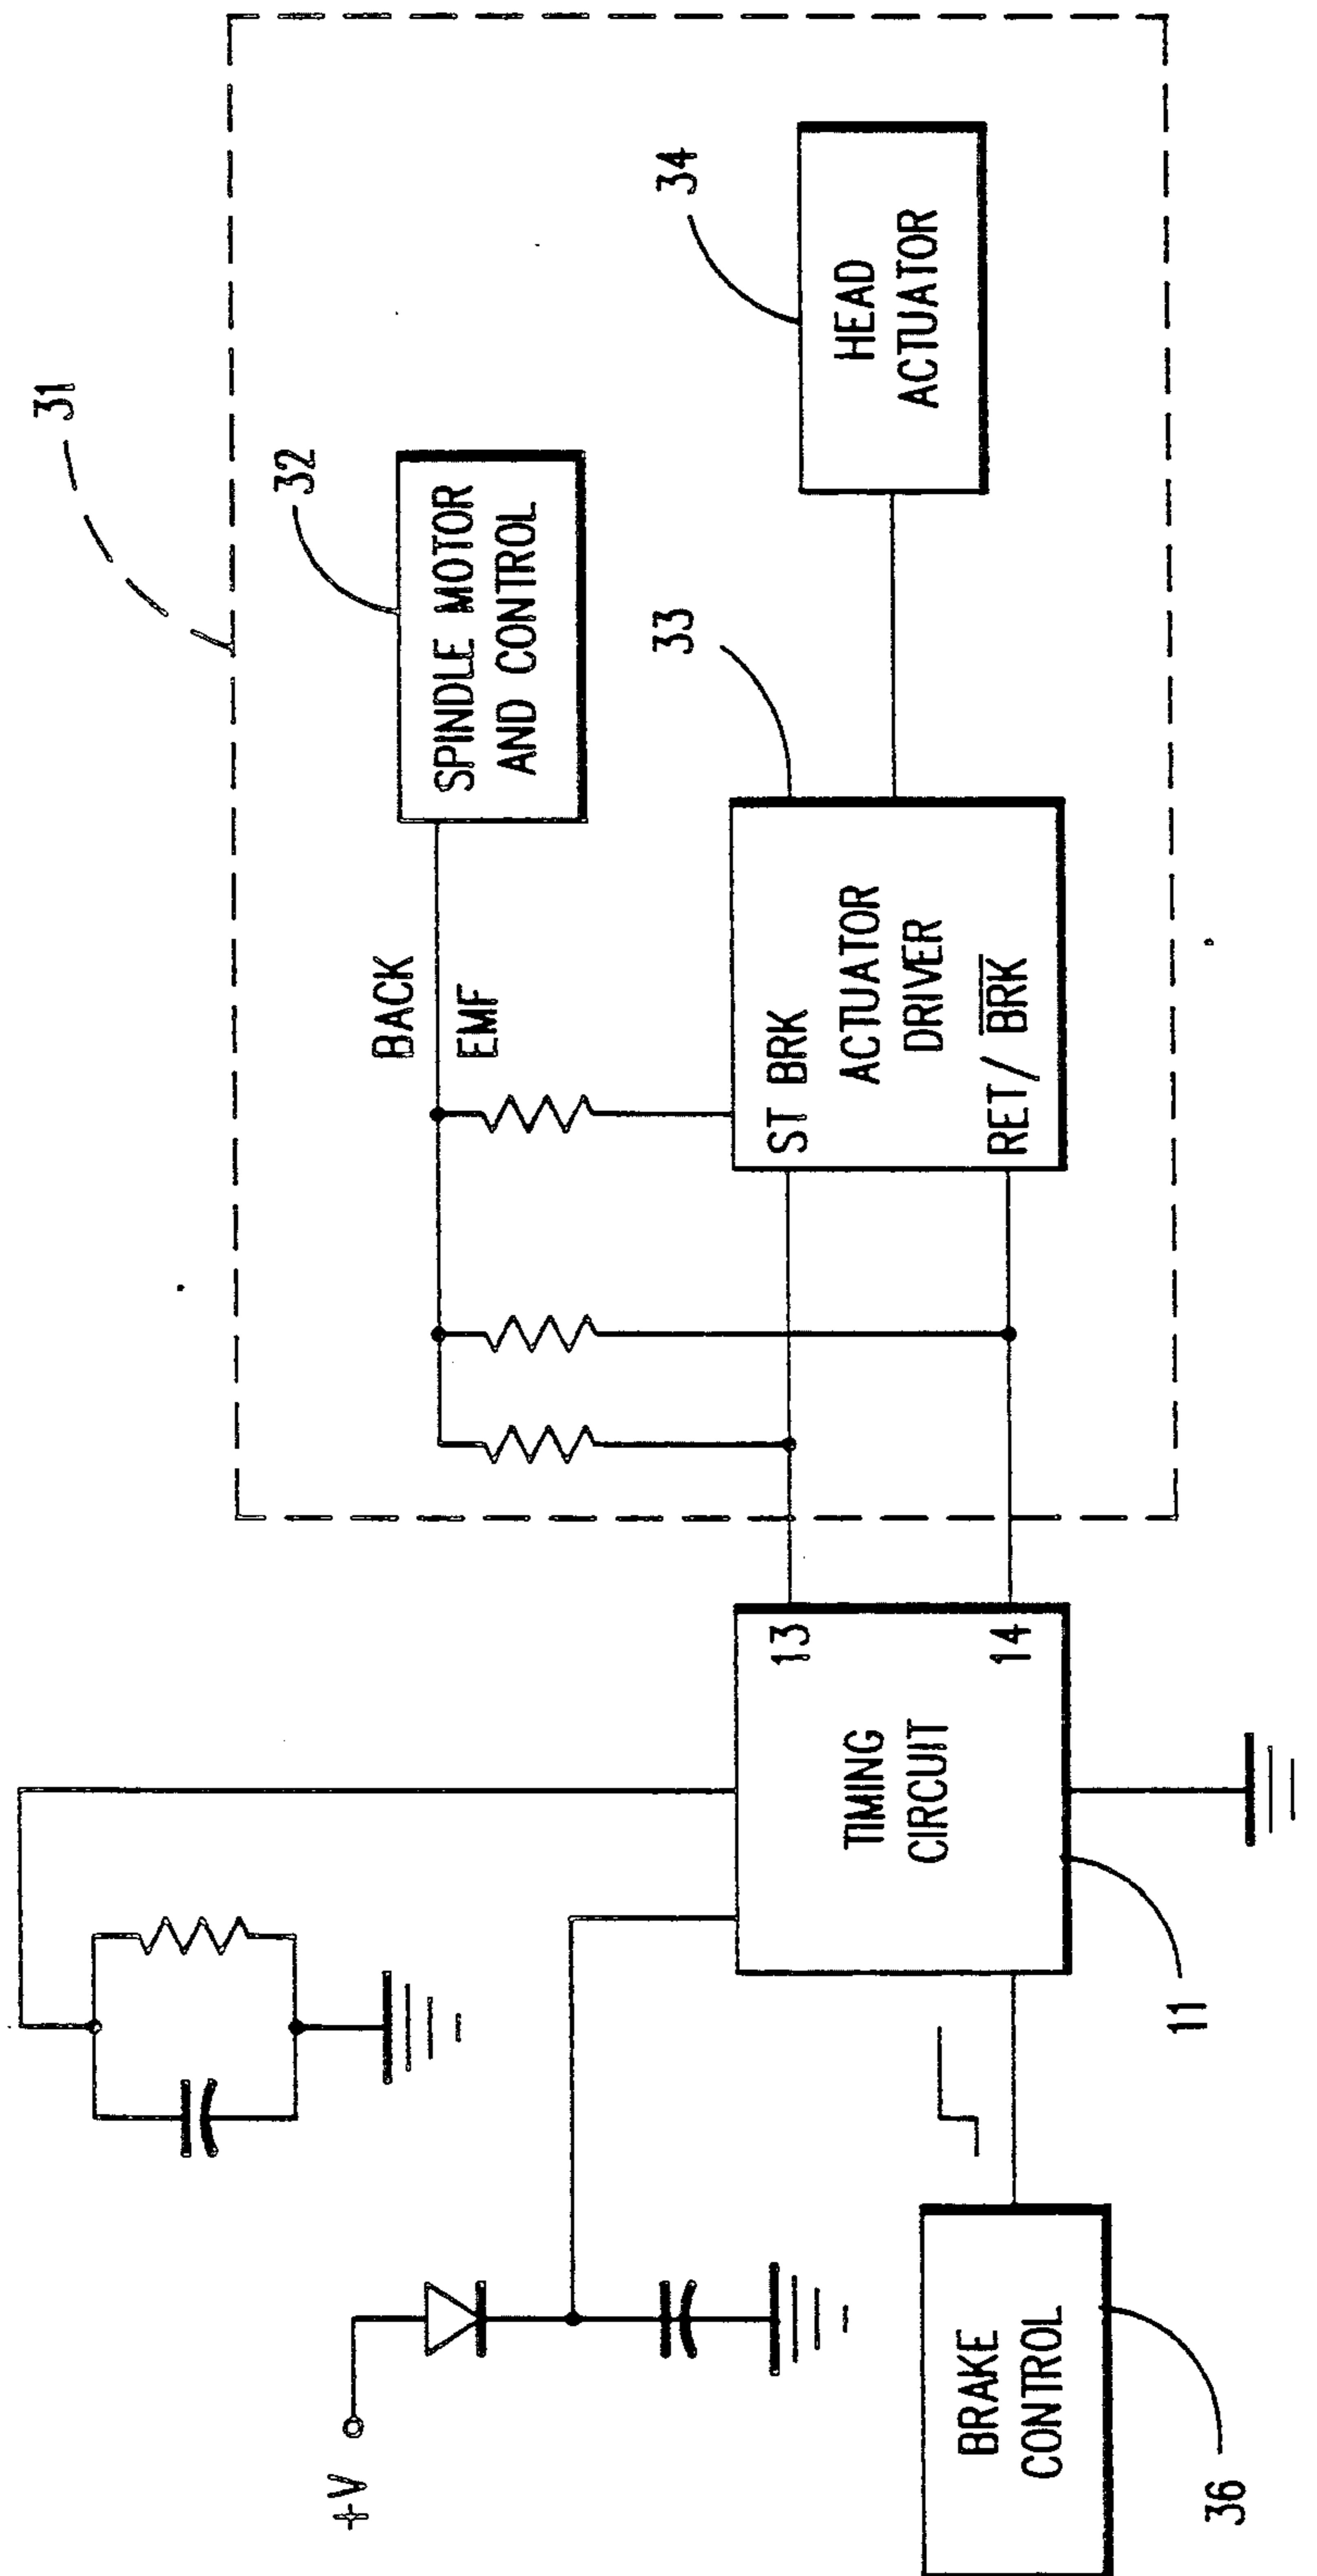 31
32
SPINDLE MOTOR
AND CONTROL
34
HEAD
ACTUATOR
BACK
EMF
33
ST BRK
ACTUATOR
DRIVER
RET/ BRK
13
14
TIMING
CIRCUIT
11
+V
BRAKE
CONTROL
36